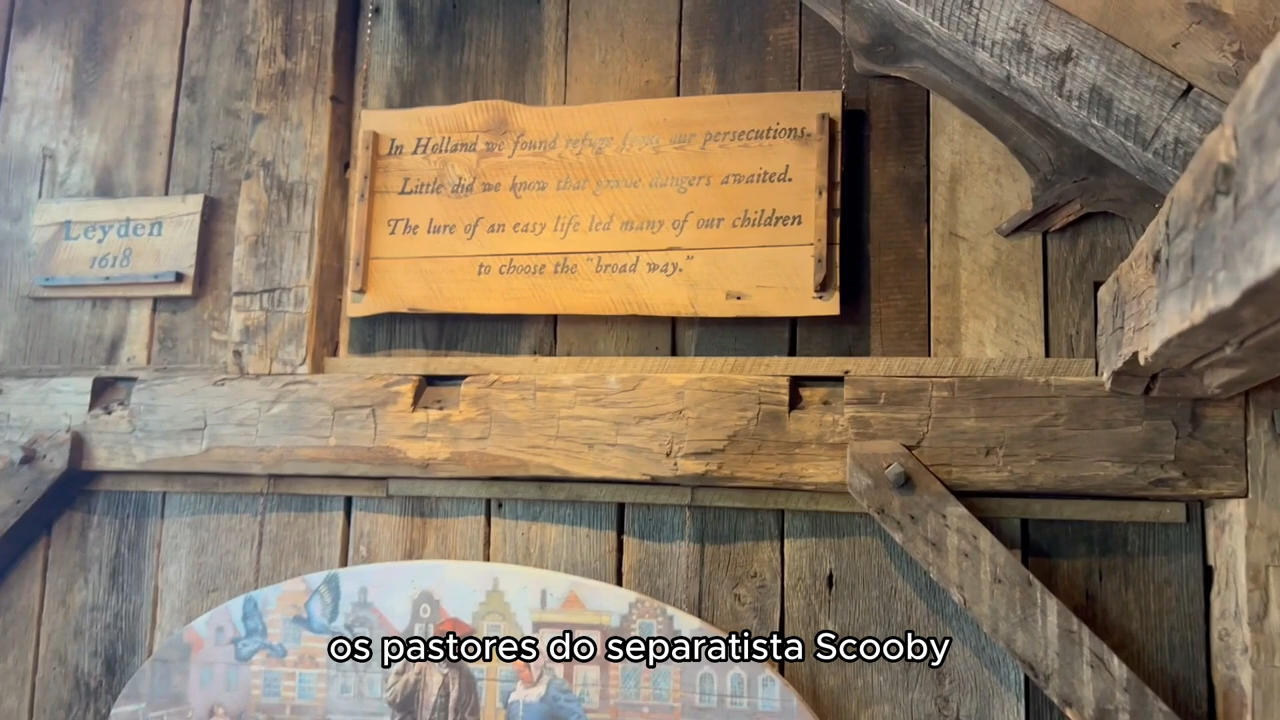 In Holland we found refuge from our persecutions.
Little did we know that grave dangers awaited.
The lure of an easy life led many of our children
to choose the "broad way."
Leyden
1618
os pastores do separatista Scooby